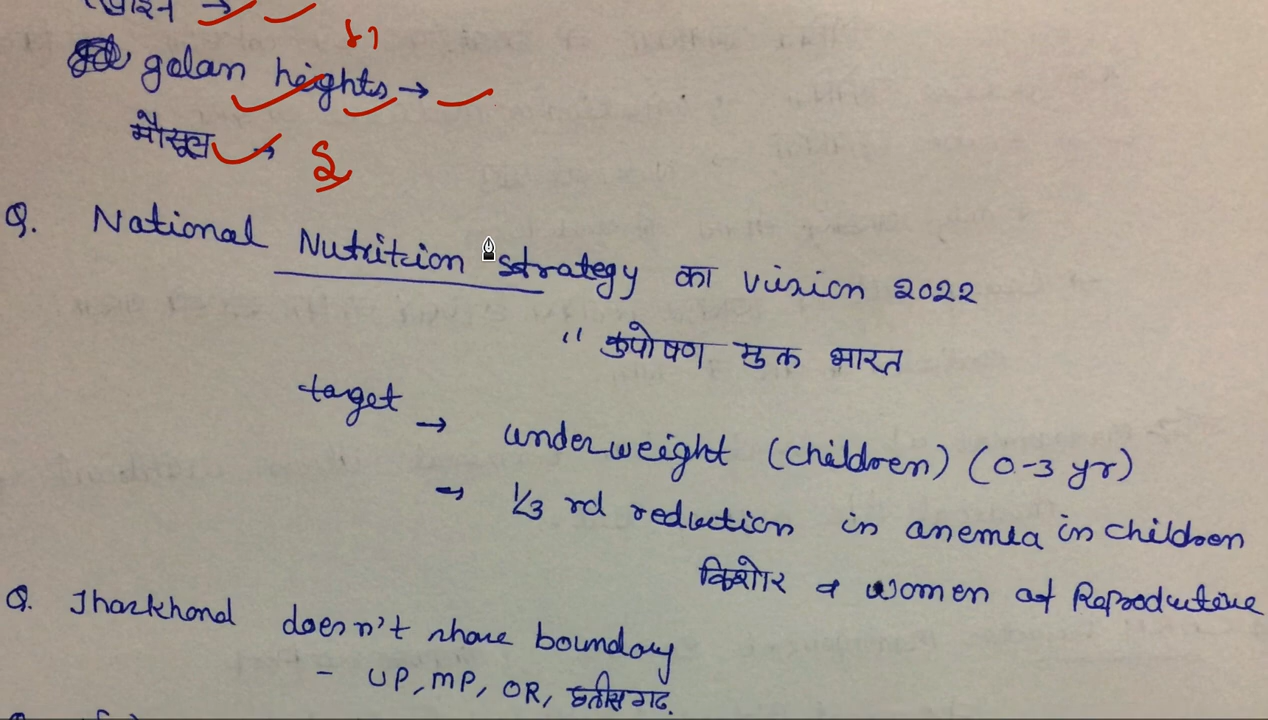 golan heights →
मौसूल →
Q. National Nutrition strategy का vision 2022
" कुपोषण मुक्त भारत
target → underweight (children) (0-3 yr)
→ 1/3 rd reduction in anemia in children
किशोर व women of Reproductive
Q. Jharkhand doesn't share boundary
- UP, MP, OR, छत्तीसगढ़.